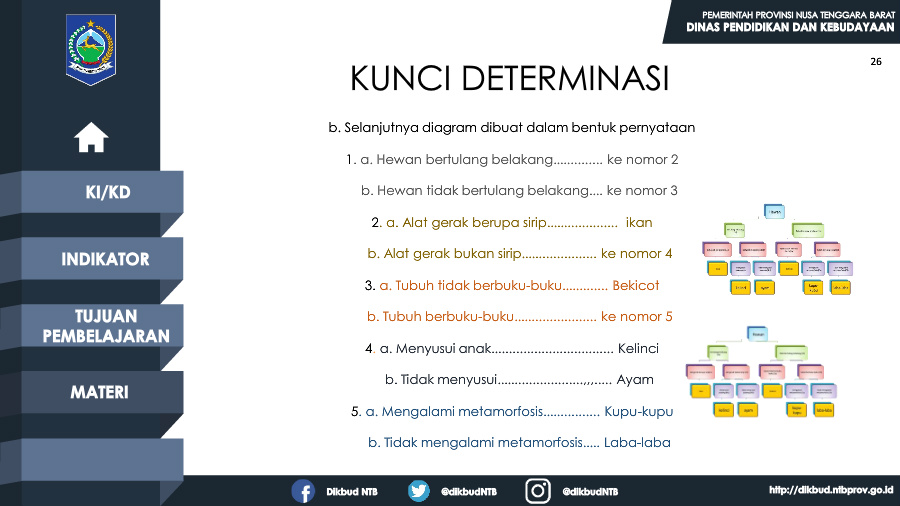 PEMERINTAH PROVINSI NUSA TENGGARA BARAT
DINAS PENDIDIKAN DAN KEBUDAYAAN
26
KUNCI DETERMINASI
b. Selanjutnya diagram dibuat dalam bentuk pernyataan
1. a. Hewan bertulang belakang............. ke nomor 2
b. Hewan tidak bertulang belakang.... ke nomor 3
2. a. Alat gerak berupa sirip................... ikan
b. Alat gerak bukan sirip.................... ke nomor 4
3. a. Tubuh tidak berbuku-buku............ Bekicot
b. Tubuh berbuku-buku...................... ke nomor 5
4. a. Menyusui anak................................ Kelinci
b. Tidak menyusui.......................,,,..... Ayam
5. a. Mengalami metamorfosis............... Kupu-kupu
b. Tidak mengalami metamorfosis..... Laba-laba
KI/KD
INDIKATOR
TUJUAN
PEMBELAJARAN
MATERI
Dikbud NTB
@dikbudNTB
@dikbudNTB
http://dikbud.ntbprov.go.id